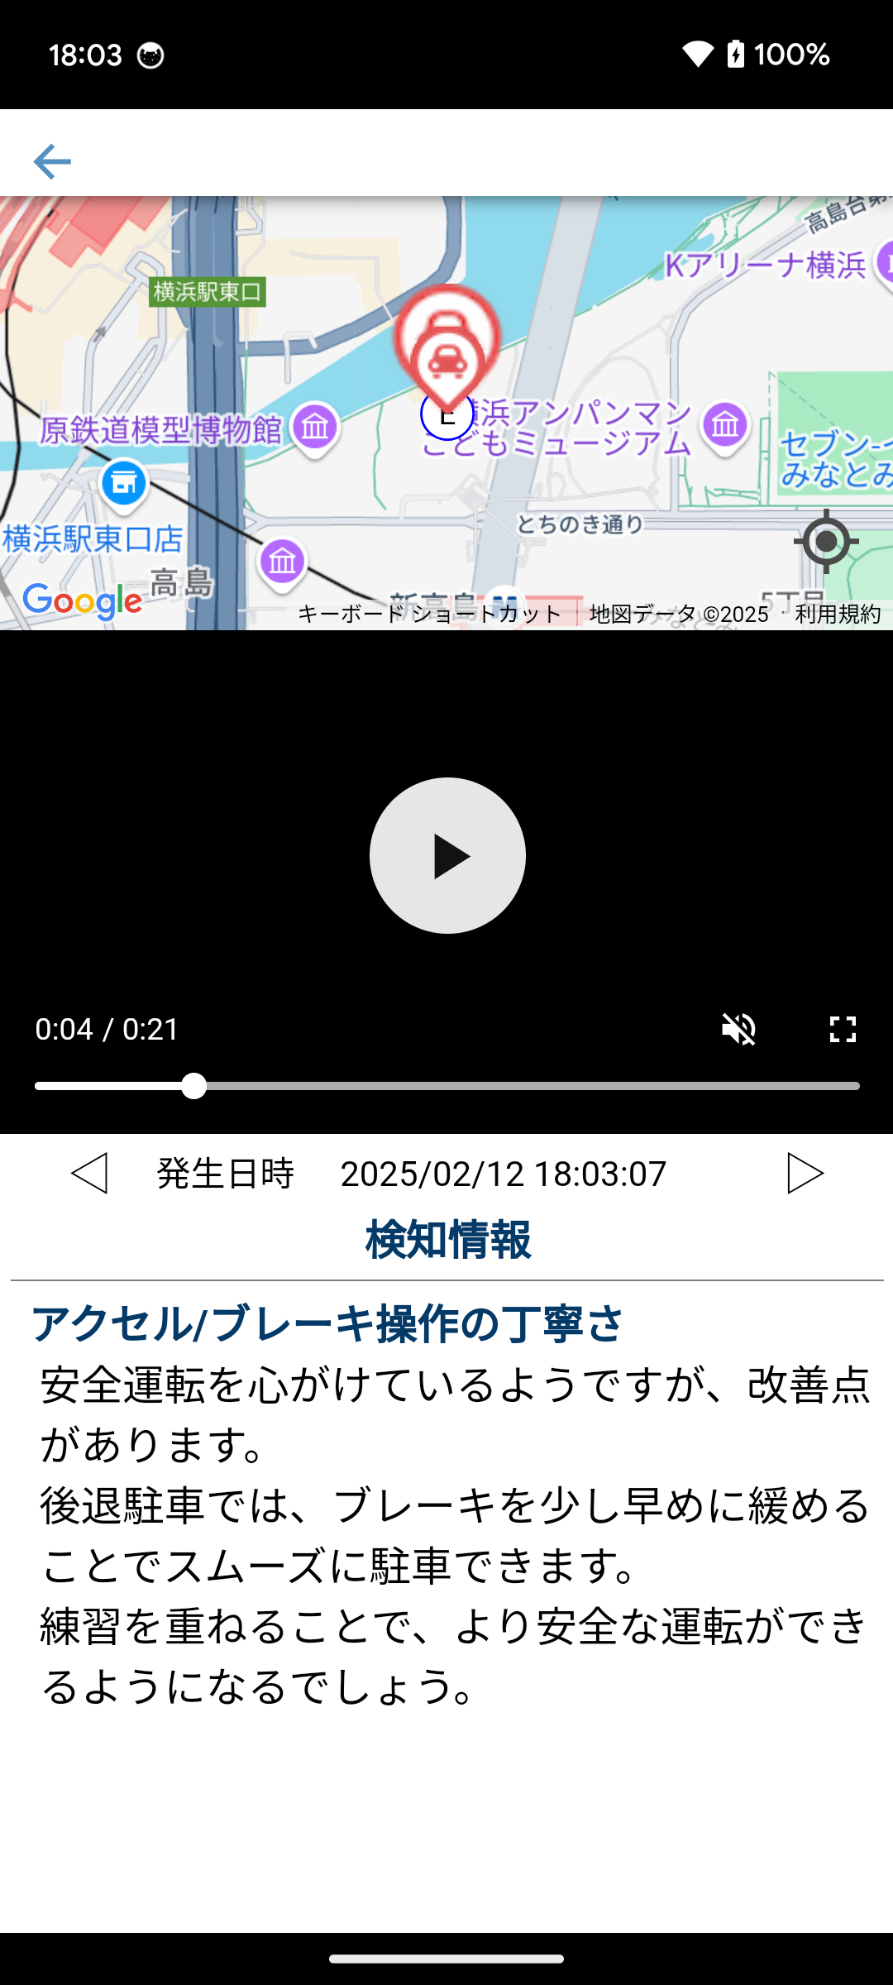 18:03
100%
高島台第
Kアリーナ横浜
横浜駅東口
原鉄道模型博物館
E
浜アンパンマン
こどもミュージアム
セブン-イ
みなとみ
横浜駅東口店
とちのき通り
高島
新高島
5丁目
Google
キーボード ショートカット
地図データ ©2025
利用規約
0:04 / 0:21
発生日時 2025/02/12 18:03:07
検知情報
アクセル/ブレーキ操作の丁寧さ
安全運転を心がけているようですが、改善点
があります。
後退駐車では、ブレーキを少し早めに緩める
ことでスムーズに駐車できます。
練習を重ねることで、より安全な運転ができ
るようになるでしょう。